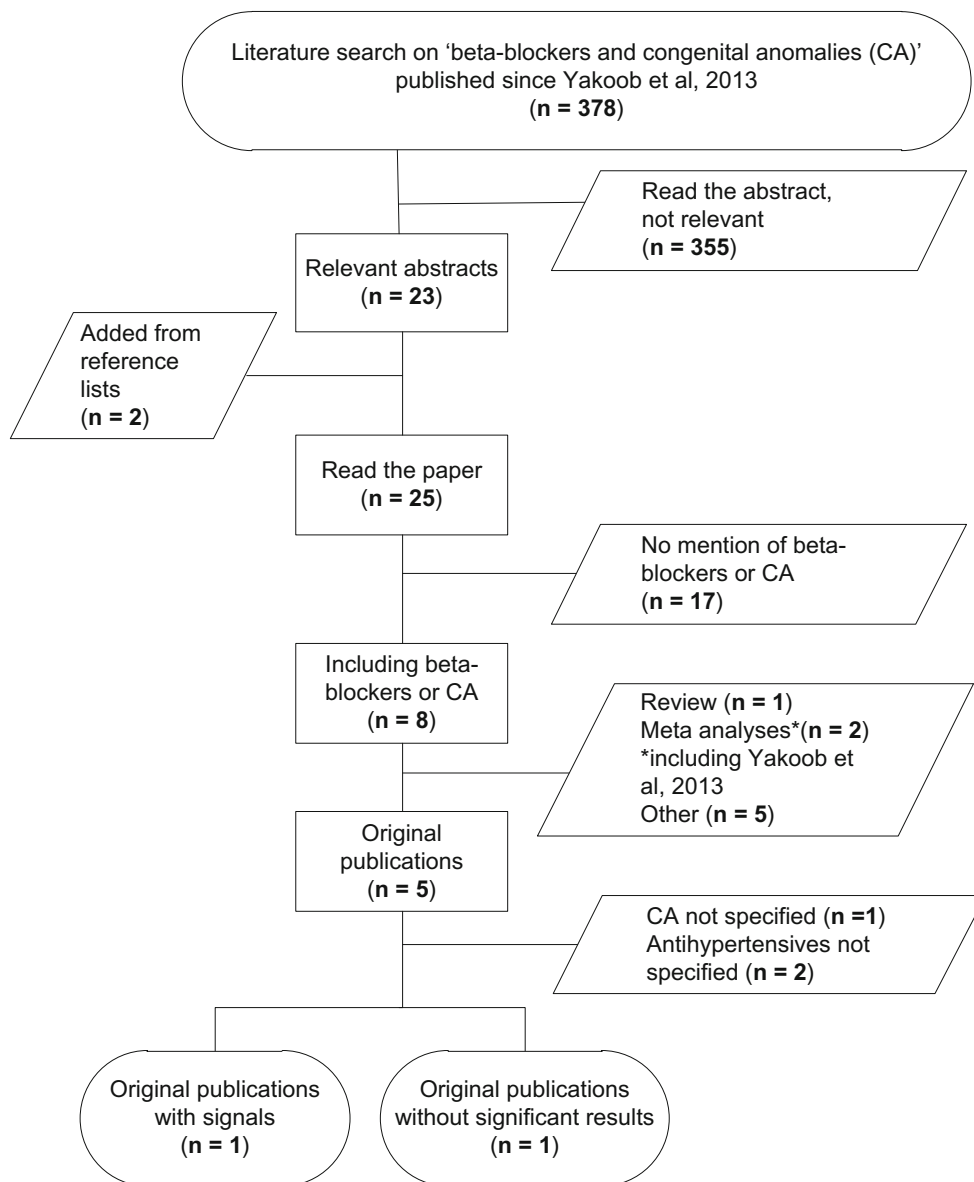 Literature search on ‘beta-blockers and congenital anomalies (CA)’
published since Yakoob et al, 2013
(n = 378)
Read the abstract,
not relevant
(n = 355)
Relevant abstracts
(n = 23)
Added from
reference
lists
(n = 2)
Read the paper
(n = 25)
No mention of beta-
blockers or CA
(n = 17)
Including beta-
blockers or CA
(n = 8)
Review (n = 1)
Meta analyses*(n = 2)
*including Yakoob et
al, 2013
Other (n = 5)
Original
publications
(n = 5)
CA not specified (n =1)
Antihypertensives not
specified (n = 2)
Original publications
with signals
(n = 1)
Original publications
without significant results
(n = 1)